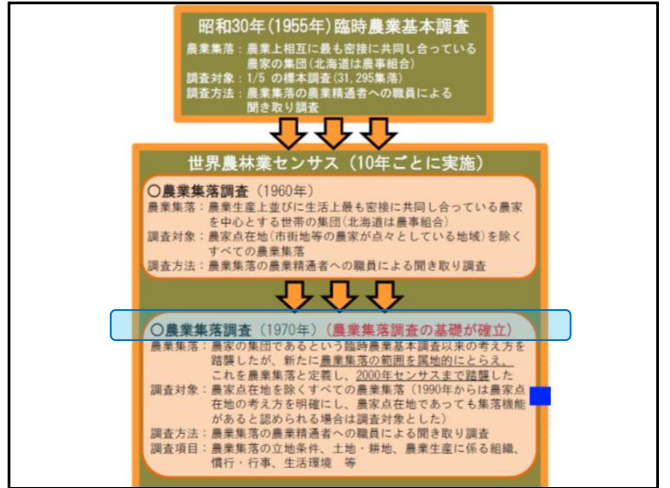 昭和30年(1955年)臨時農業基本調査
農業集落：農業上相互に最も密接に共同し合っている
農家の集団(北海道は農事組合)
調査対象：1/5 の標本調査(31,295集落)
調査方法：農業集落の農業精通者への職員による
聞き取り調査
世界農林業センサス（10年ごとに実施）
○農業集落調査（1960年）
農業集落：農業生産上並びに生活上最も密接に共同し合っている農家
を中心とする世帯の集団(北海道は農事組合)
調査対象：農家点在地(市街地等の農家が点々としている地域)を除く
すべての農業集落
調査方法：農業集落の農業精通者への職員による聞き取り調査
○農業集落調査（1970年）（農業集落調査の基礎が確立）
農業集落：農家の集団であるという臨時農業基本調査以来の考え方を
踏襲したが、新たに農業集落の範囲を属地的にとらえ、
これを農業集落と定義し、2000年センサスまで踏襲した
調査対象：農家点在地を除くすべての農業集落（1990年からは農家点
在地の考え方を明確にし、農家点在地であっても集落機能
があると認められる場合は調査対象とした）
調査方法：農業集落の農業精通者への職員による聞き取り調査
調査項目：農業集落の立地条件、土地・耕地、農業生産に係る組織、
慣行・行事、生活環境　等